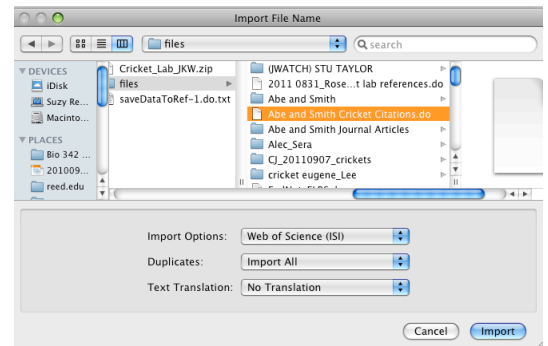 Import File Name
files
search
DEVICES
iDisk
Suzy Re...
Macinto...
PLACES
Bio 342 ...
201009...
reed.edu
Cricket_Lab_JKW.zip
files
saveDataToRef-1.do.txt
(JWATCH) STU TAYLOR
2011 0831_Rose...t lab references.do
Abe and Smith
Abe and Smith Cricket Citations.do
Abe and Smith Journal Articles
Alec_Sera
CJ_20110907_crickets
cricket eugene_Lee
Import Options: Web of Science (ISI)
Duplicates: Import All
Text Translation: No Translation
Cancel Import